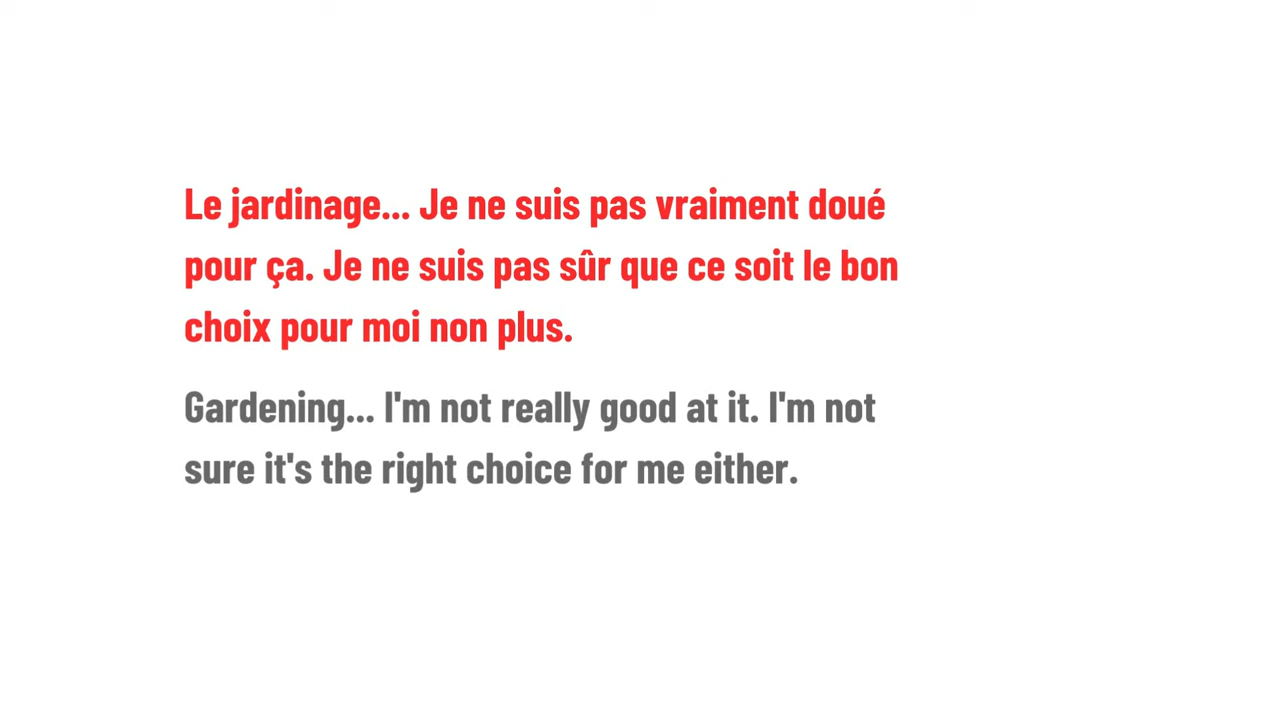 Le jardinage... Je ne suis pas vraiment doué
pour ça. Je ne suis pas sûr que ce soit le bon
choix pour moi non plus.
Gardening... I'm not really good at it. I'm not
sure it's the right choice for me either.